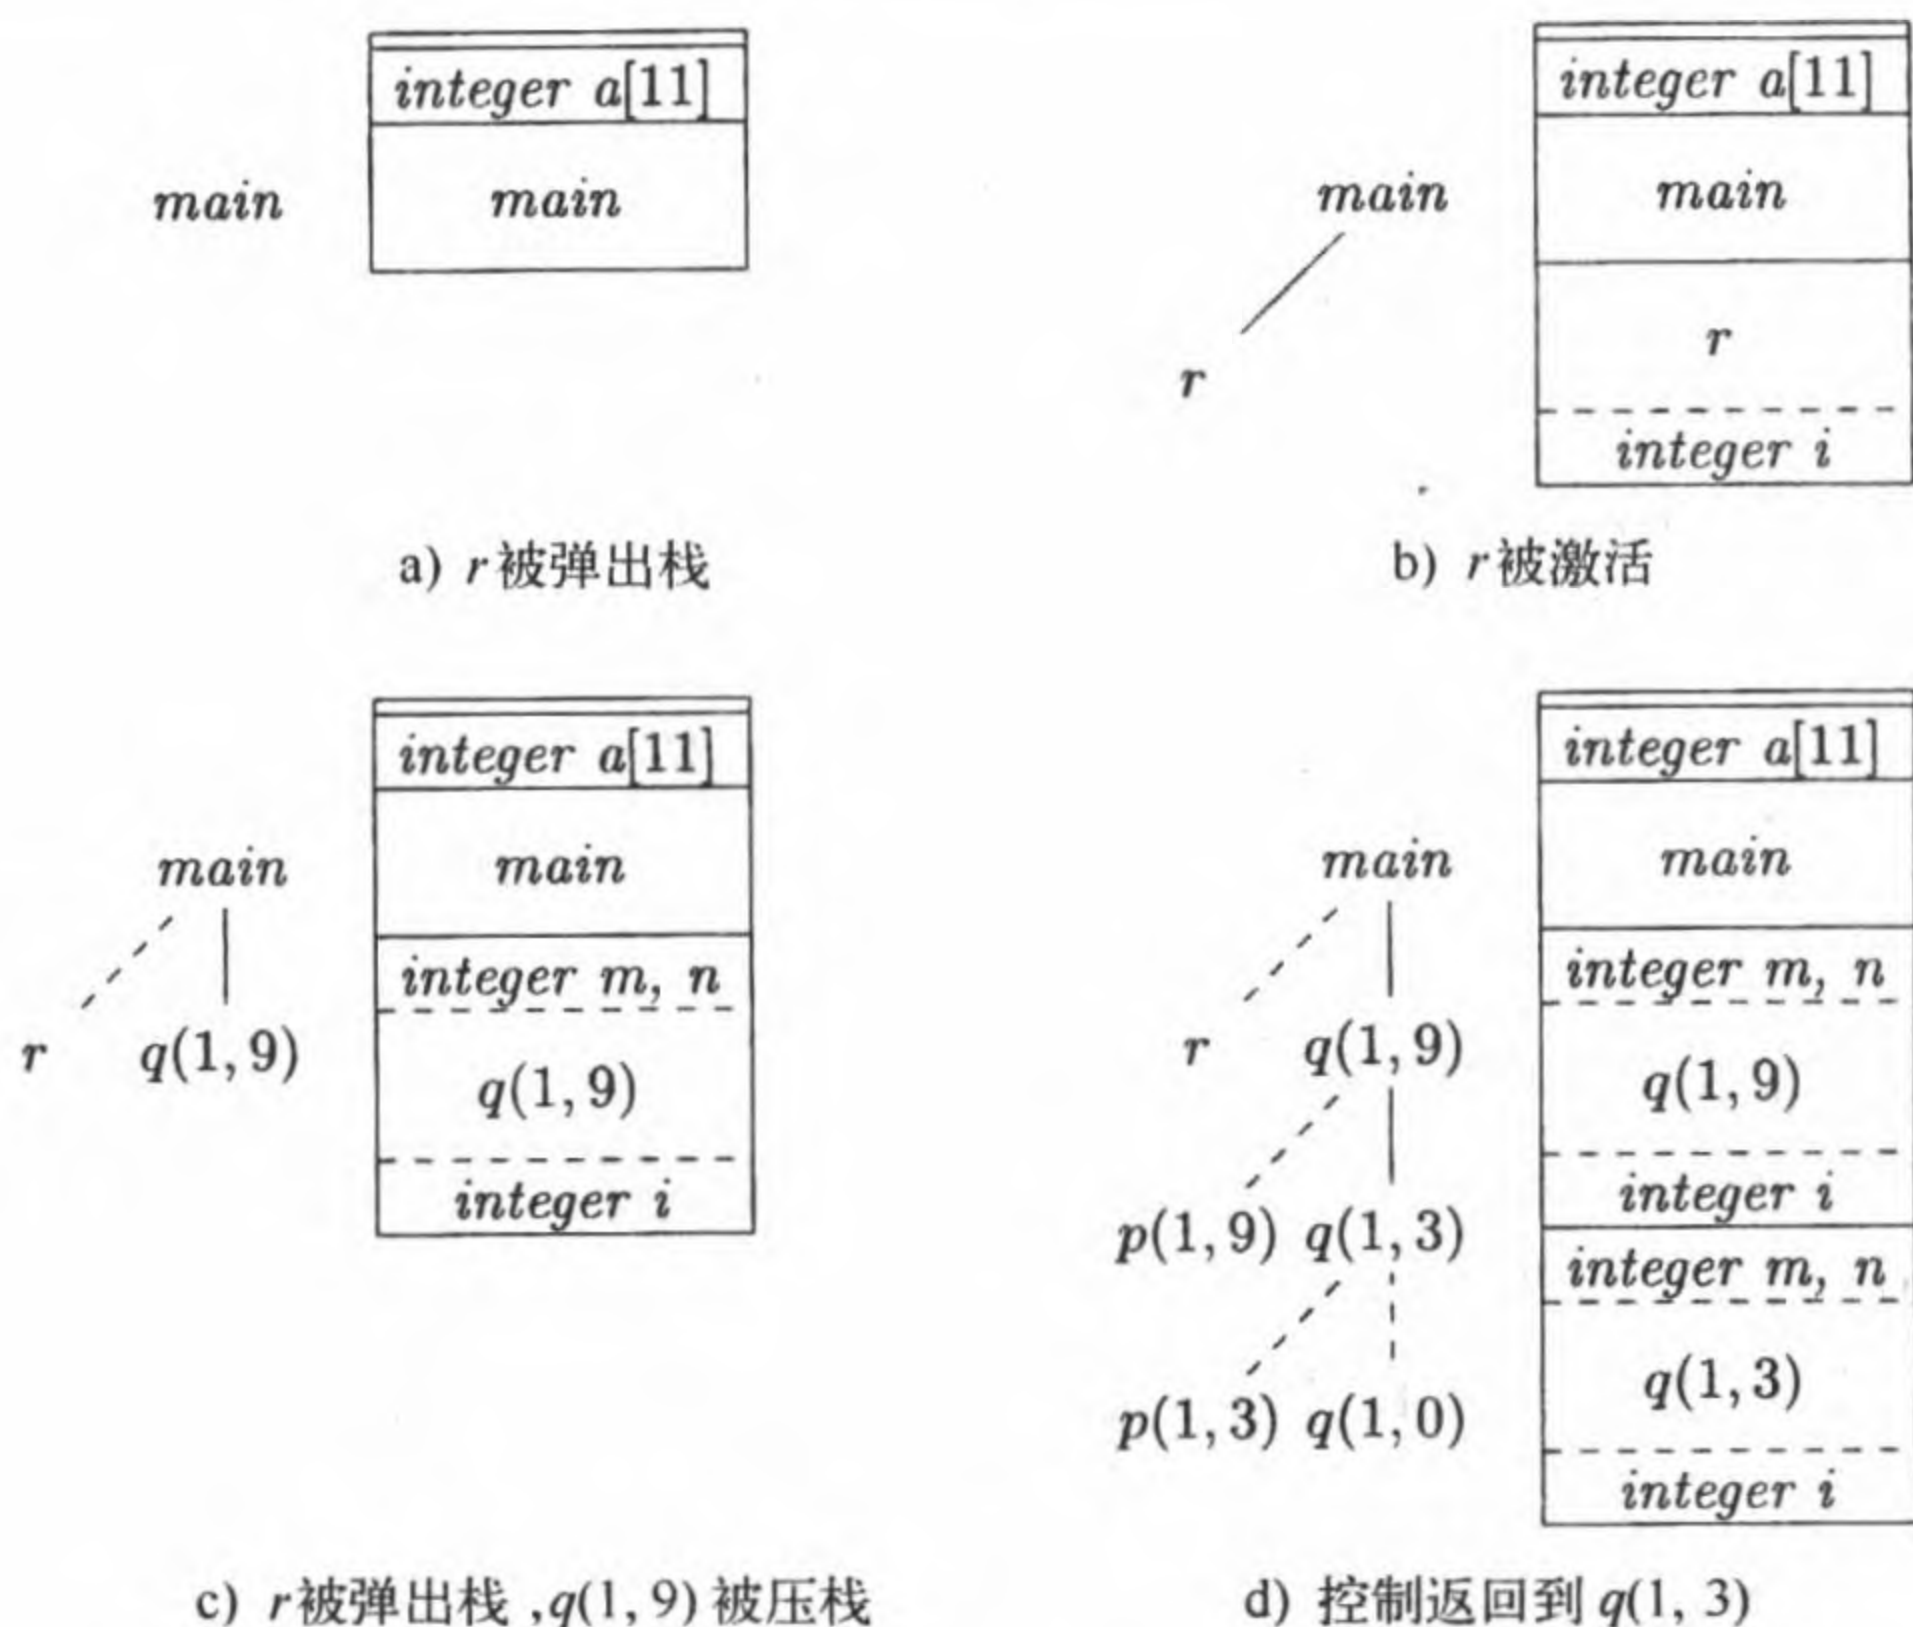 integer a[11]
main
main
a) r被弹出栈
integer a[11]
main
main
r
r
integer i
b) r被激活
integer a[11]
main
main
integer m, n
r
q(1, 9)
q(1, 9)
integer i
c) r被弹出栈 ,q(1, 9) 被压栈
integer a[11]
main
main
integer m, n
r
q(1, 9)
q(1, 9)
integer i
p(1, 9) q(1, 3)
integer m, n
q(1, 3)
p(1, 3) q(1, 0)
integer i
d) 控制返回到 q(1, 3)